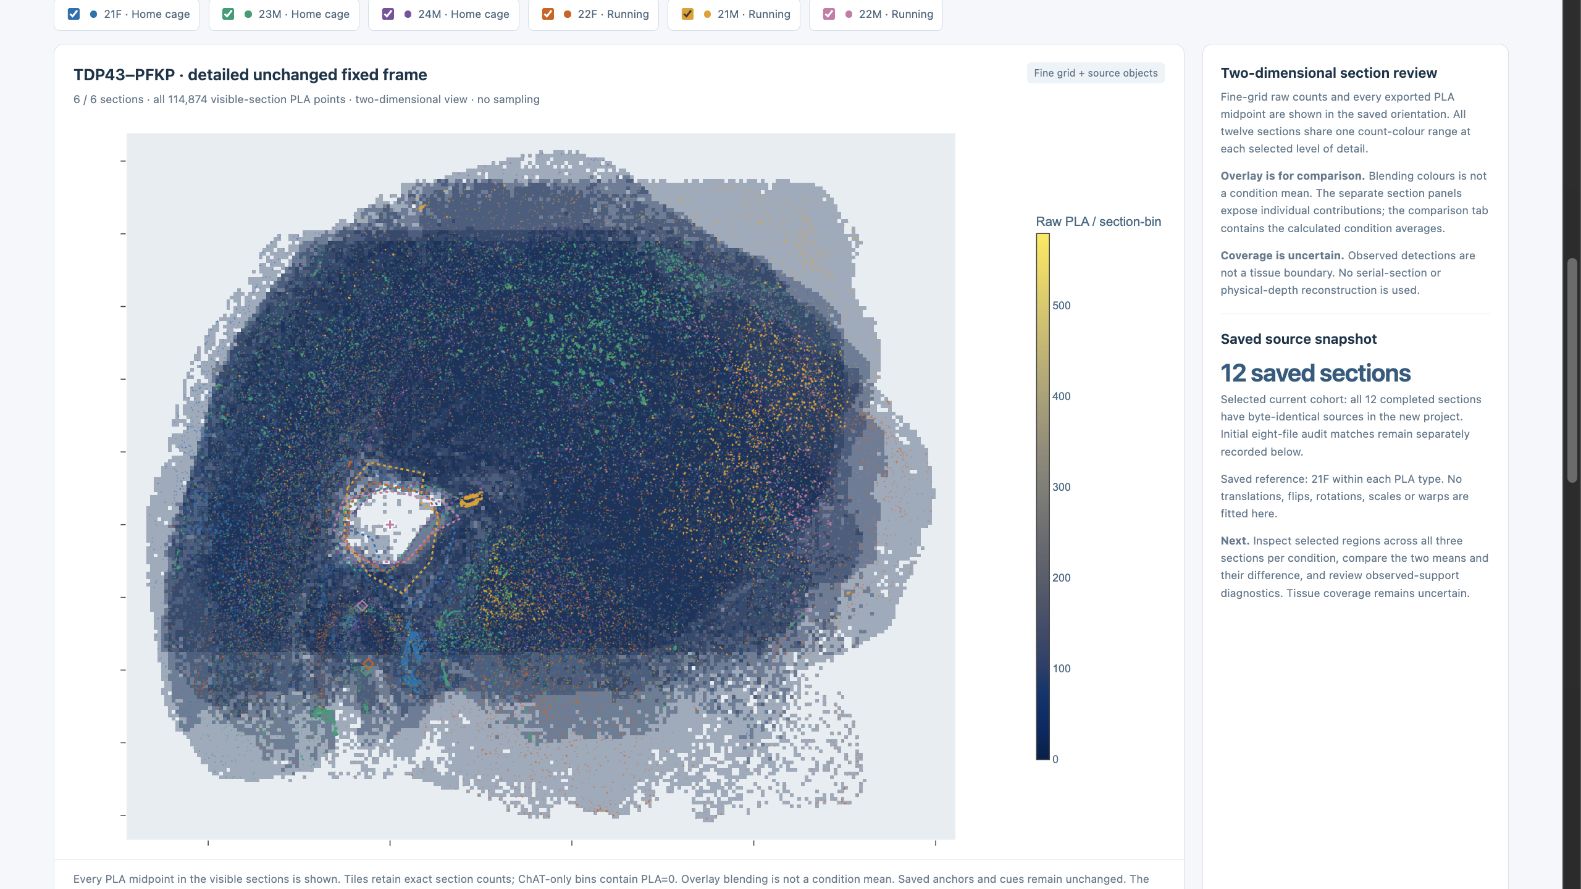 21F · Home cage
23M · Home cage
24M · Home cage
22F · Running
21M · Running
22M · Running
TDP43–PFKP · detailed unchanged fixed frame
6 / 6 sections · all 114,874 visible-section PLA points · two-dimensional view · no sampling
Fine grid + source objects
Raw PLA / section-bin
500
400
300
200
100
0
Every PLA midpoint in the visible sections is shown. Tiles retain exact section counts; ChAT-only bins contain PLA=0. Overlay blending is not a condition mean. Saved anchors and cues remain unchanged. The
Two-dimensional section review
Fine-grid raw counts and every exported PLA
midpoint are shown in the saved orientation. All
twelve sections share one count-colour range at
each selected level of detail.
Overlay is for comparison. Blending colours is not
a condition mean. The separate section panels
expose individual contributions; the comparison tab
contains the calculated condition averages.
Coverage is uncertain. Observed detections are
not a tissue boundary. No serial-section or
physical-depth reconstruction is used.
Saved source snapshot
12 saved sections
Selected current cohort: all 12 completed sections
have byte-identical sources in the new project.
Initial eight-file audit matches remain separately
recorded below.
Saved reference: 21F within each PLA type. No
translations, flips, rotations, scales or warps are
fitted here.
Next. Inspect selected regions across all three
sections per condition, compare the two means and
their difference, and review observed-support
diagnostics. Tissue coverage remains uncertain.